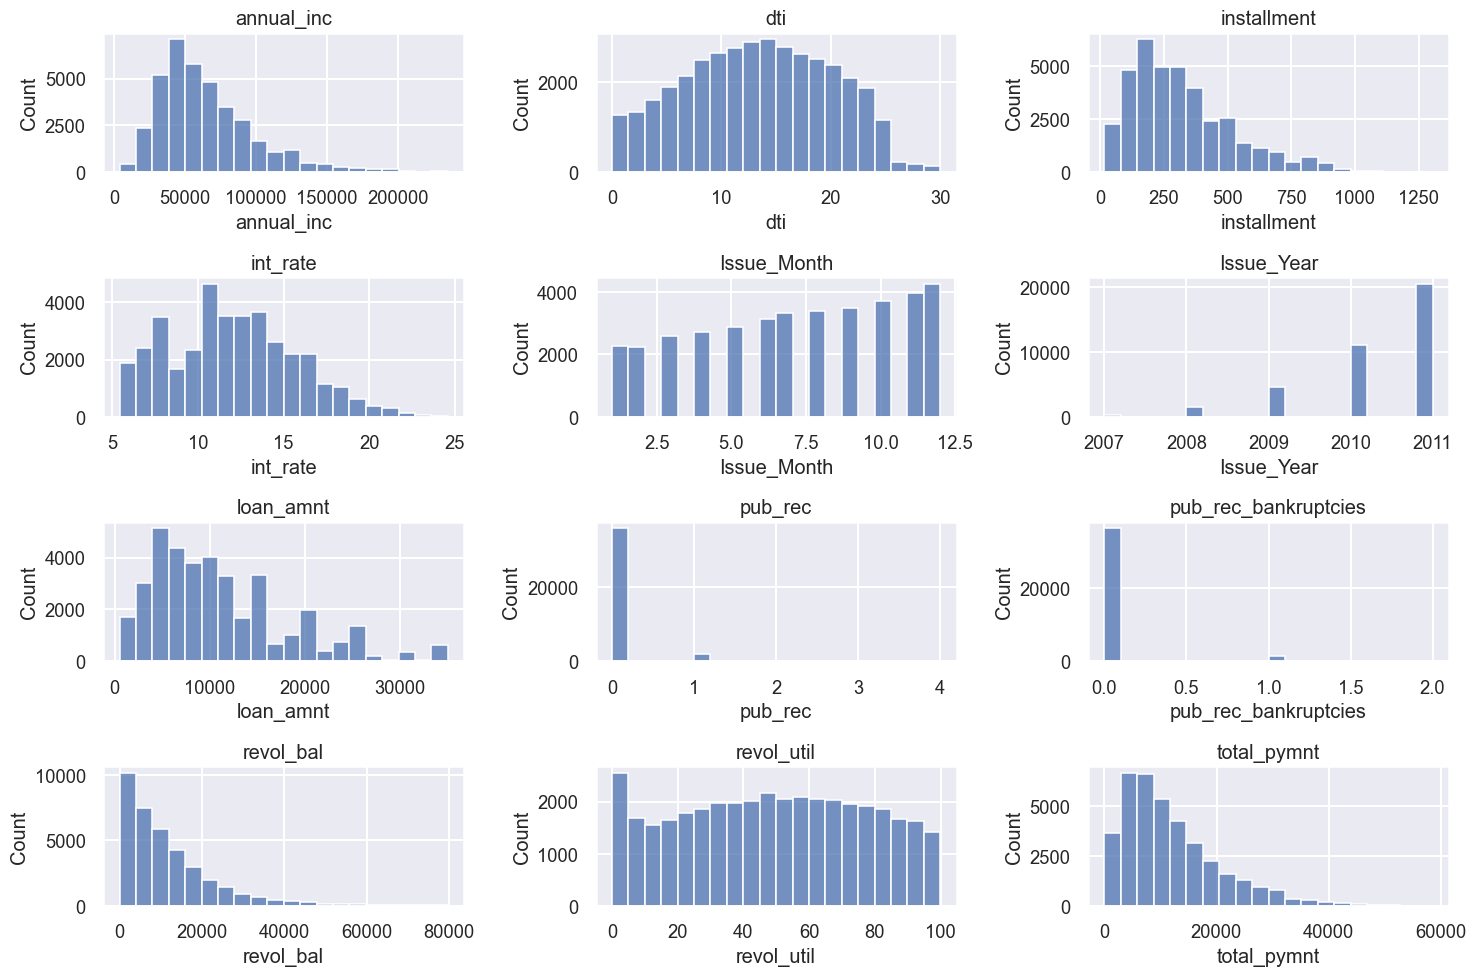 annual_inc
Count
5000
2500
0
0 50000 100000 150000 200000
annual_inc
dti
Count
2000
0
0 10 20 30
dti
installment
Count
5000
2500
0
0 250 500 750 1000 1250
installment
int_rate
Count
4000
2000
0
5 10 15 20 25
int_rate
Issue_Month
Count
4000
2000
0
2.5 5.0 7.5 10.0 12.5
Issue_Month
Issue_Year
Count
20000
10000
0
2007 2008 2009 2010 2011
Issue_Year
loan_amnt
Count
4000
2000
0
0 10000 20000 30000
loan_amnt
pub_rec
Count
20000
0
0 1 2 3 4
pub_rec
pub_rec_bankruptcies
Count
20000
0
0.0 0.5 1.0 1.5 2.0
pub_rec_bankruptcies
revol_bal
Count
10000
5000
0
0 20000 40000 60000 80000
revol_bal
revol_util
Count
2000
1000
0
0 20 40 60 80 100
revol_util
total_pymnt
Count
5000
2500
0
0 20000 40000 60000
total_pymnt